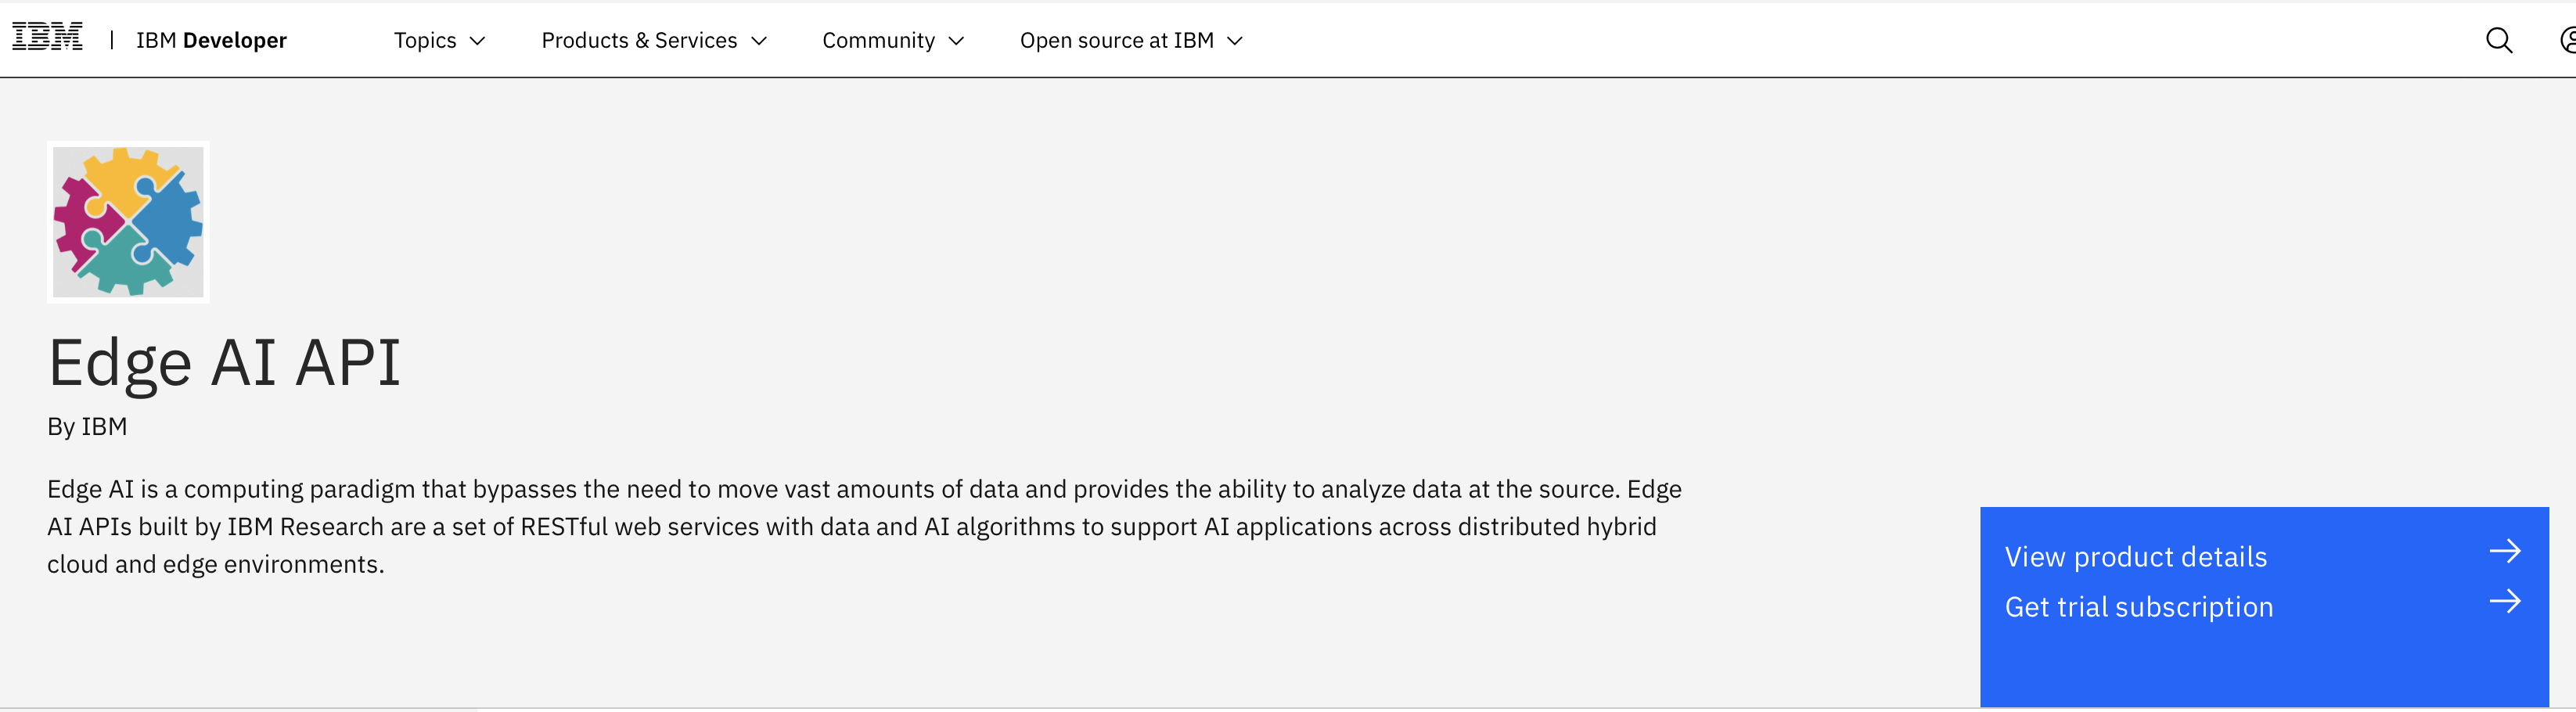 IBM | IBM Developer Topics Products & Services Community Open source at IBM
Edge AI API
By IBM
Edge AI is a computing paradigm that bypasses the need to move vast amounts of data and provides the ability to analyze data at the source. Edge
AI APIs built by IBM Research are a set of RESTful web services with data and AI algorithms to support AI applications across distributed hybrid
cloud and edge environments.
View product details
Get trial subscription